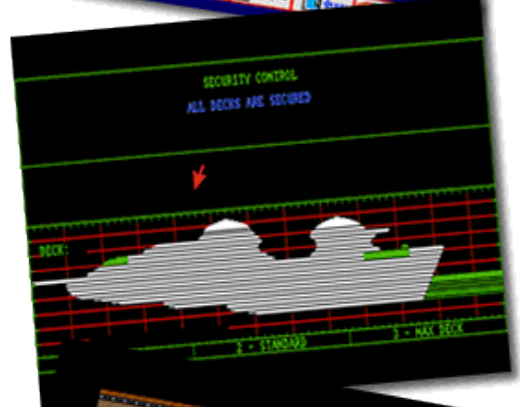 SECURITY CONTROL
ALL DECKS ARE SECURED
DECK:
2 - STANDARD
3 - MAX DECK